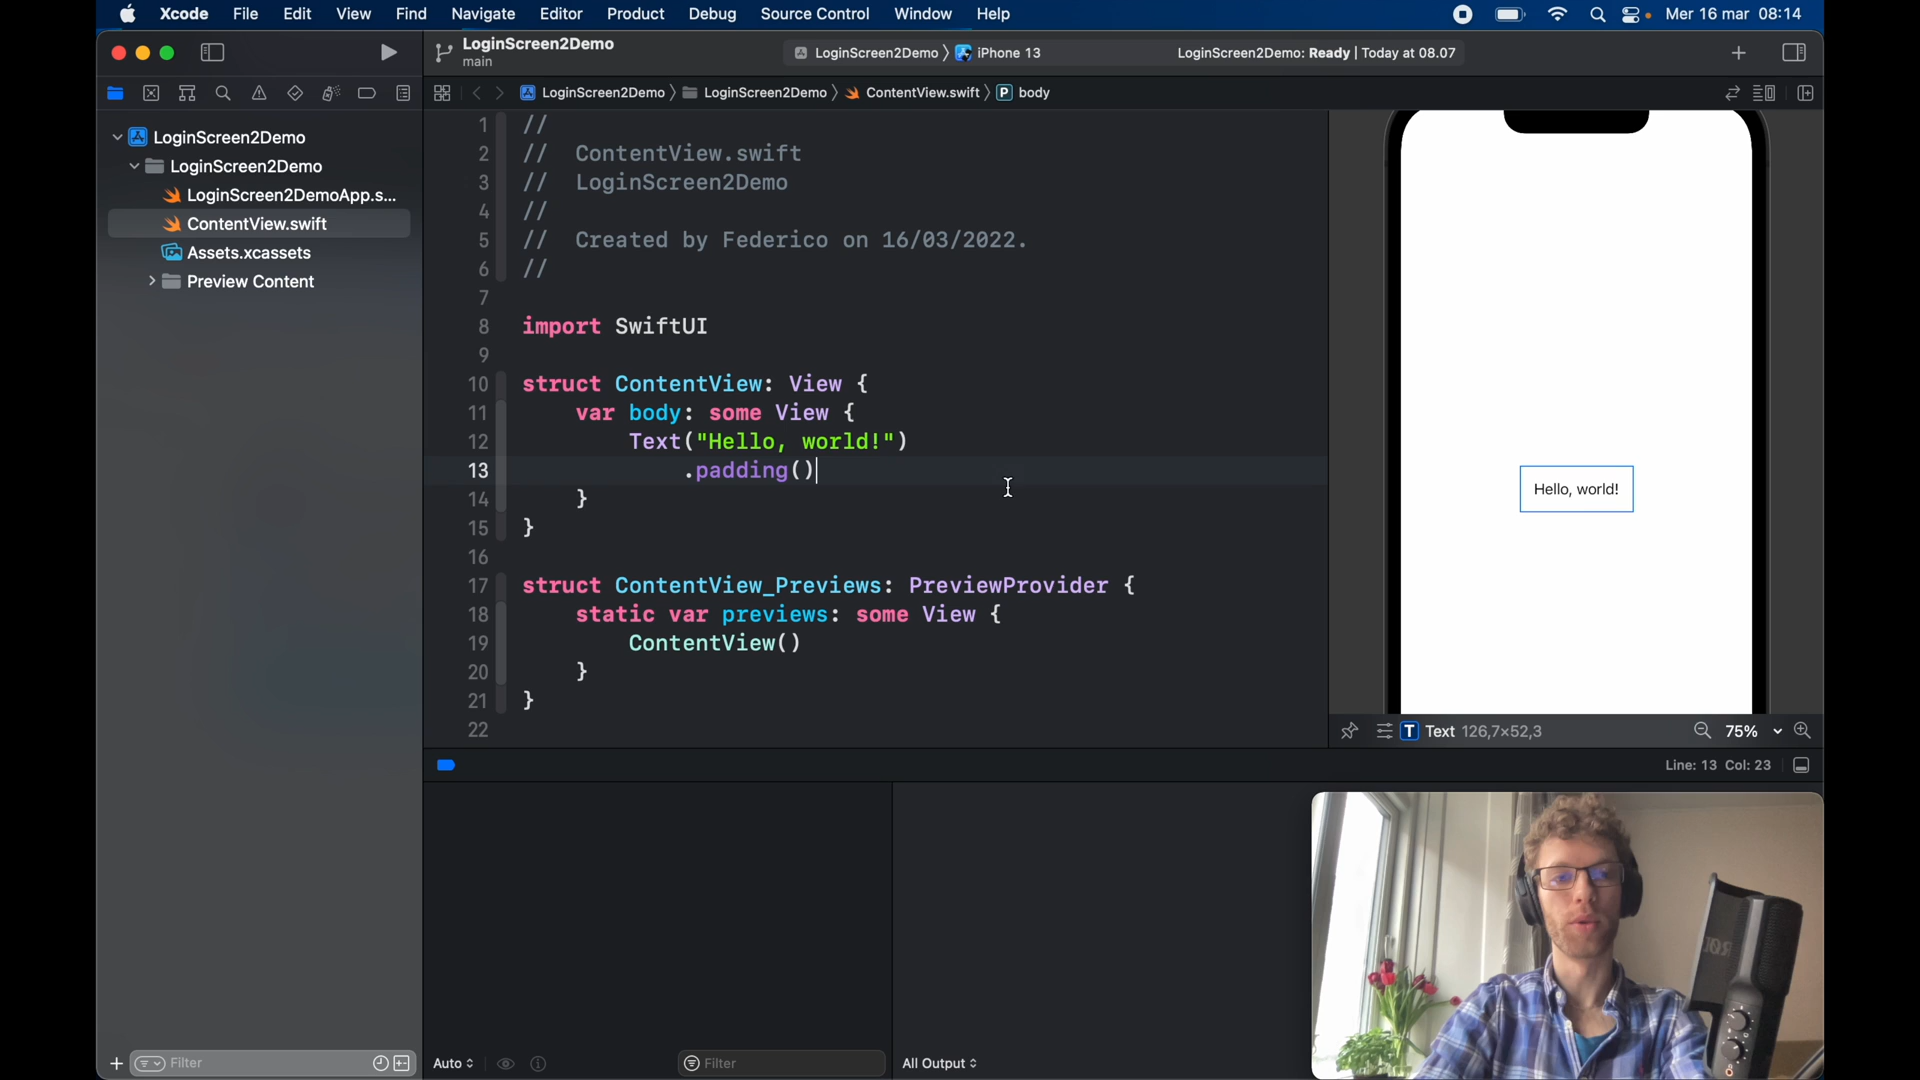 Xcode File Edit View Find Navigate Editor Product Debug Source Control Window Help
Mer 16 mar 08:14
LoginScreen2Demo
main
LoginScreen2Demo 〉 iPhone 13
LoginScreen2Demo: Ready | Today at 08.07
LoginScreen2Demo 〉 LoginScreen2Demo 〉 ContentView.swift 〉 P body
LoginScreen2Demo
LoginScreen2Demo
LoginScreen2DemoApp.s...
ContentView.swift
Assets.xcassets
Preview Content
1 //
2 // ContentView.swift
3 // LoginScreen2Demo
4 //
5 // Created by Federico on 16/03/2022.
6 //
7
8 import SwiftUI
9
10 struct ContentView: View {
11 var body: some View {
12 Text("Hello, world!")
13 .padding()
14 }
15 }
16
17 struct ContentView_Previews: PreviewProvider {
18 static var previews: some View {
19 ContentView()
20 }
21 }
22
Hello, world!
T Text 126,7×52,3
75%
Line: 13 Col: 23
RØDE
Filter
Auto
Filter
All Output